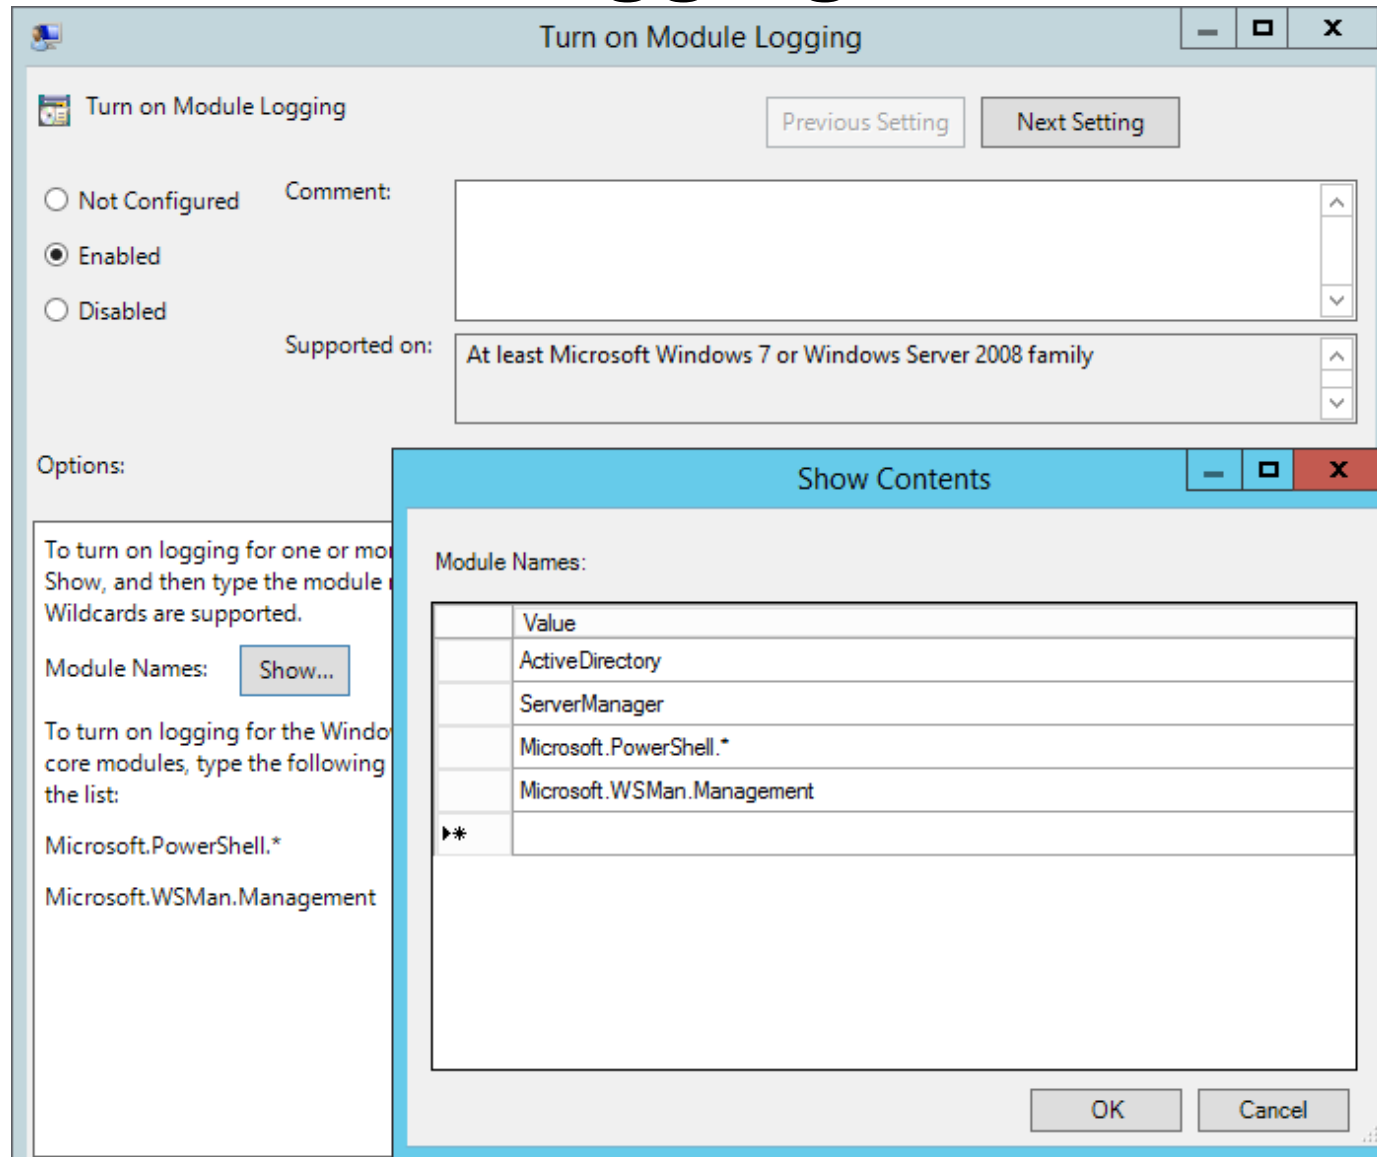 Turn on Module Logging
Turn on Module Logging
Previous Setting
Next Setting
Not Configured
Comment:
Enabled
Disabled
Supported on:
At least Microsoft Windows 7 or Windows Server 2008 family
Options:
To turn on logging for one or mor
Show, and then type the module
Wildcards are supported.
Module Names:
Show...
To turn on logging for the Windo
core modules, type the following
the list:
Microsoft.PowerShell.*
Microsoft.WSMan.Management
Show Contents
Module Names:
Value
ActiveDirectory
ServerManager
Microsoft.PowerShell.*
Microsoft.WSMan.Management
OK
Cancel